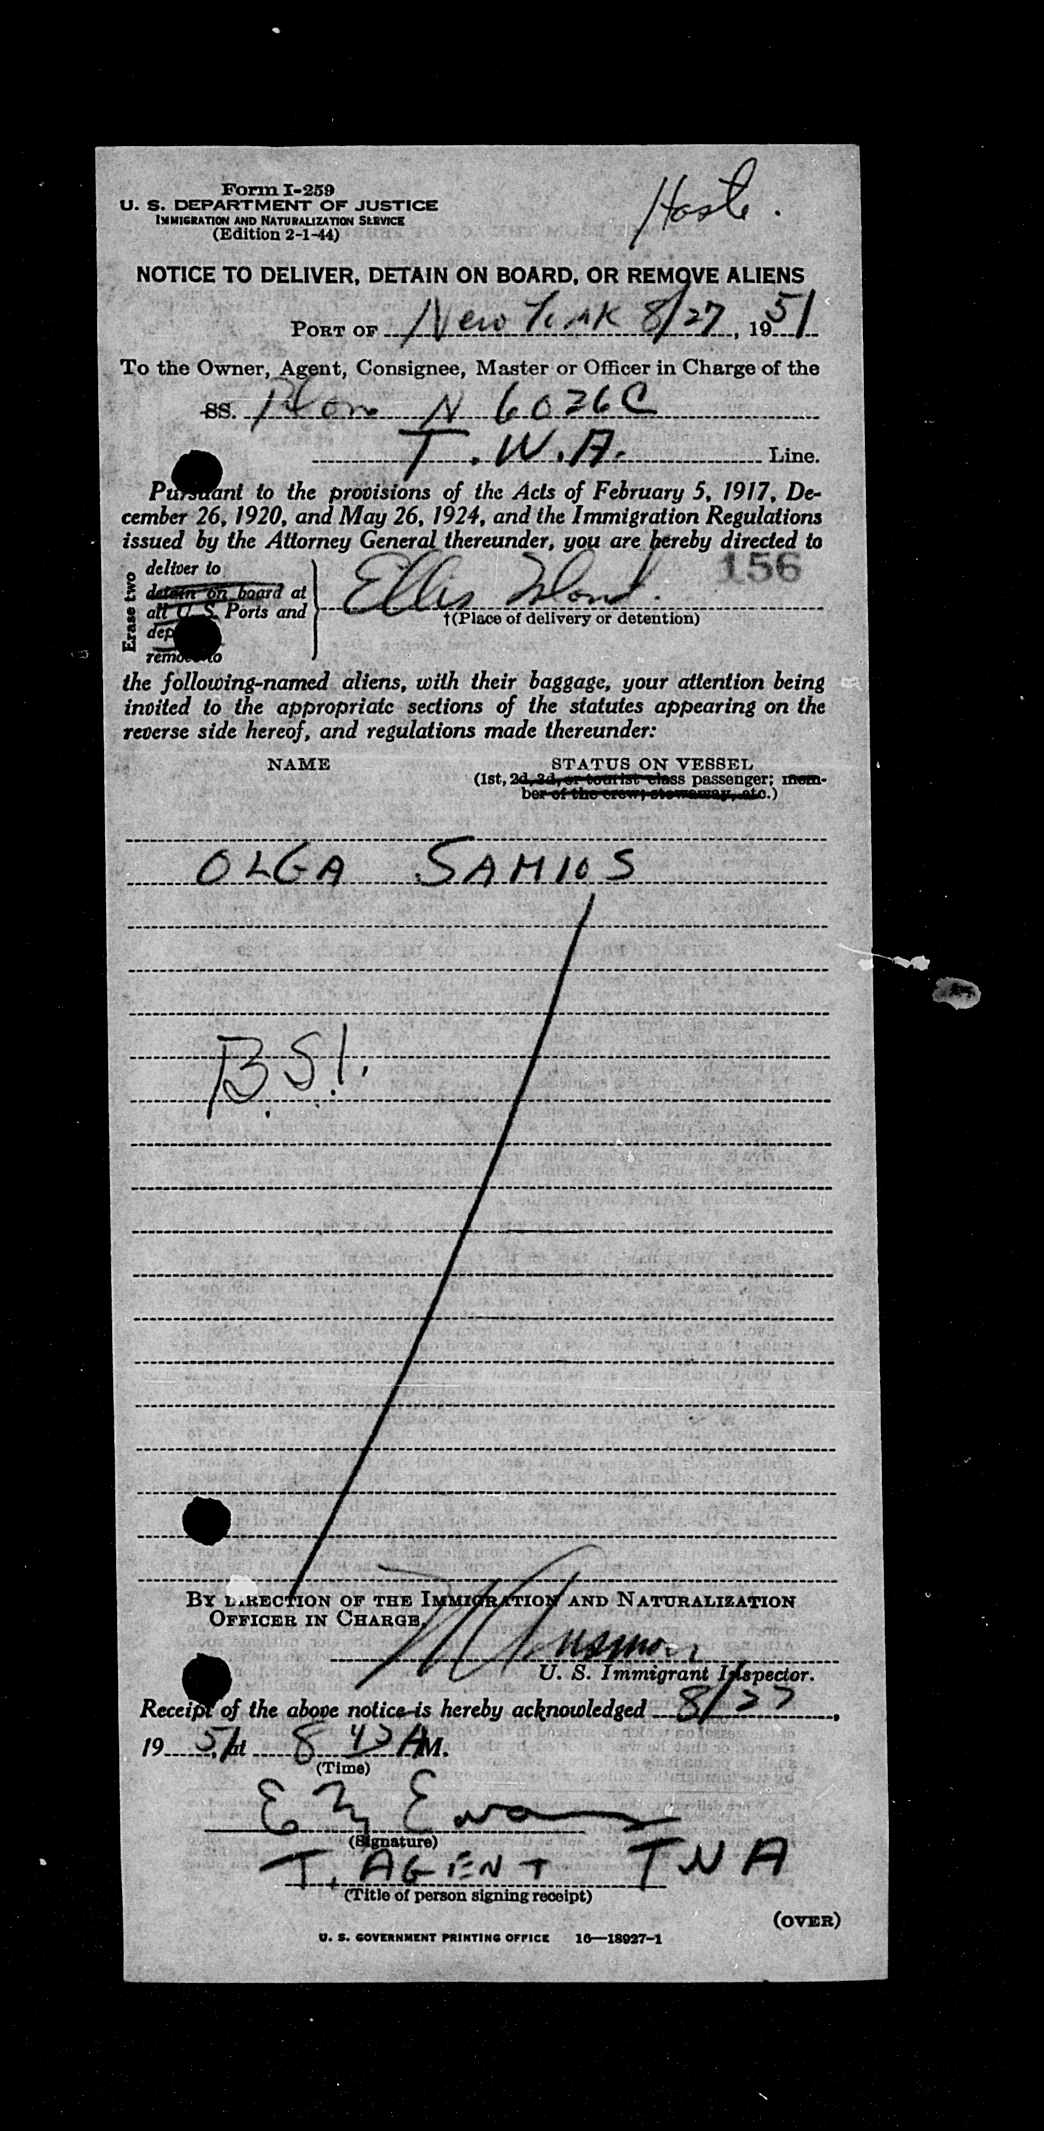 Form I-259
U. S. DEPARTMENT OF JUSTICE
IMMIGRATION AND NATURALIZATION SERVICE
(Edition 2-1-44)
NOTICE TO DELIVER, DETAIN ON BOARD, OR REMOVE ALIENS
PORT OF New York 8/27, 1951
To the Owner, Agent, Consignee, Master or Officer in Charge of the
SS. Plane N 6026C
T.W.A. Line.
Pursuant to the provisions of the Acts of February 5, 1917, De-
cember 26, 1920, and May 26, 1924, and the Immigration Regulations
issued by the Attorney General thereunder, you are hereby directed to
156
Erase two
deliver to
detain on board at
all U. S. Ports and
dep
remove to
Ellis Island.
†(Place of delivery or detention)
the following-named aliens, with their baggage, your attention being
invited to the appropriate sections of the statutes appearing on the
reverse side hereof, and regulations made thereunder:
NAME STATUS ON VESSEL
(1st, 2d, 3d, or tourist class passenger; mem-
ber of the crew; stowaway, etc.)
OLGA SAMIOS
B.S.I.
BY DIRECTION OF THE IMMIGRATION AND NATURALIZATION
OFFICER IN CHARGE.
U. S. Immigrant Inspector.
Receipt of the above notice is hereby acknowledged 8/27,
1951, at 8 45 AM.
(Time)
(Signature)
T. AGENT TWA
(Title of person signing receipt)
(OVER)
U. S. GOVERNMENT PRINTING OFFICE 16—18927-1